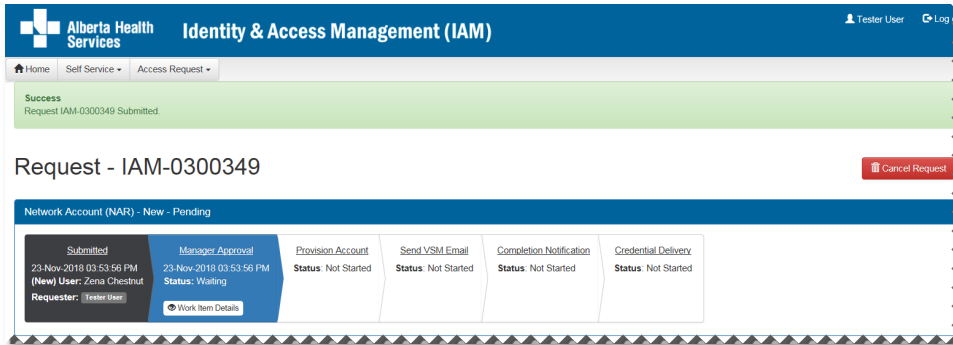 Alberta Health
Services
Identity & Access Management (IAM)
Tester User
Log
Home
Self Service
Access Request
Success
Request IAM-0300349 Submitted.
Request - IAM-0300349
Cancel Request
Network Account (NAR) - New - Pending
Submitted
23-Nov-2018 03:53:56 PM
(New) User: Zena Chestnut
Requester: Tester User
Manager Approval
23-Nov-2018 03:53:56 PM
Status: Waiting
Work Item Details
Provision Account
Status: Not Started
Send VSM Email
Status: Not Started
Completion Notification
Status: Not Started
Credential Delivery
Status: Not Started